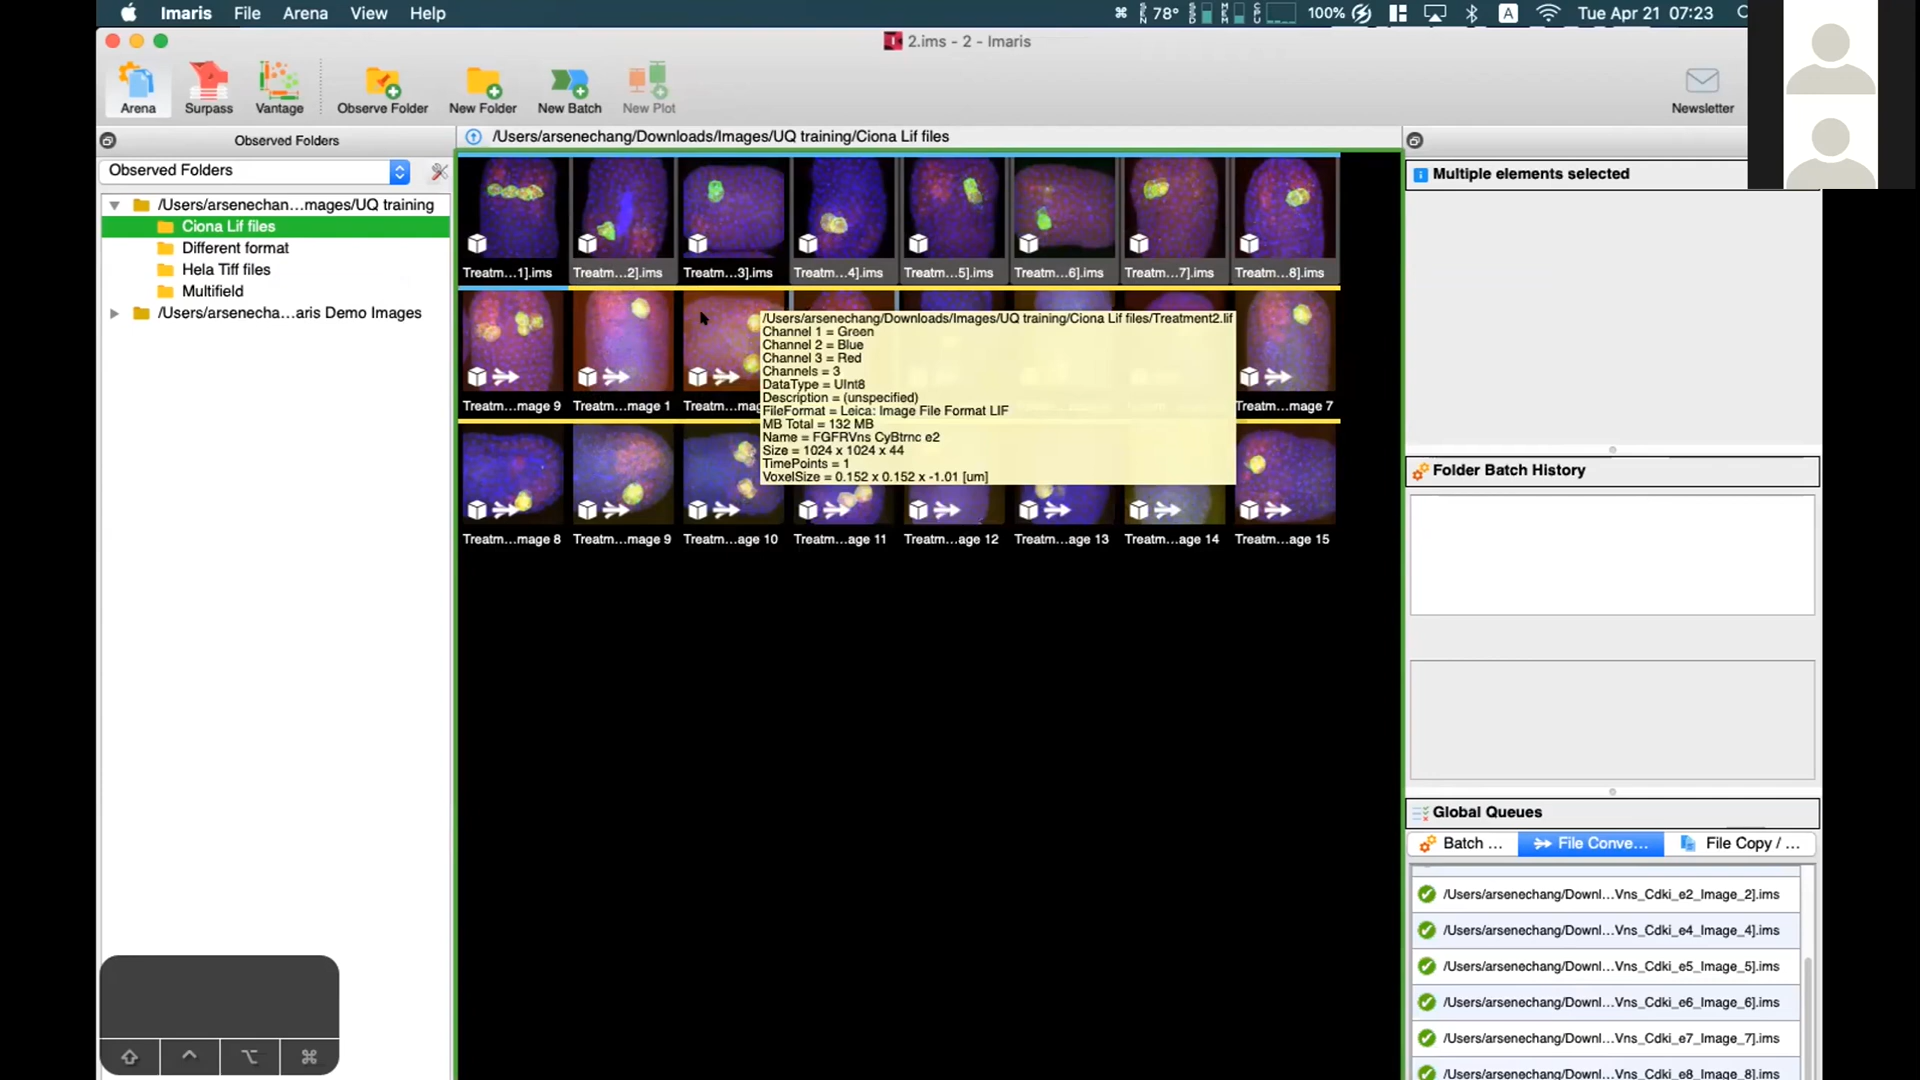 Imaris File Arena View Help
78° 100% A Tue Apr 21 07:23
2.ims - 2 - Imaris
Arena Surpass Vantage Observe Folder New Folder New Batch New Plot Newsletter
Observed Folders
/Users/arsenechang/Downloads/Images/UQ training/Ciona Lif files
Observed Folders
/Users/arsenechan...mages/UQ training
Ciona Lif files
Different format
Hela Tiff files
Multifield
/Users/arsenecha...aris Demo Images
Treatm...1].ims Treatm...2].ims Treatm...3].ims Treatm...4].ims Treatm...5].ims Treatm...6].ims Treatm...7].ims Treatm...8].ims
Treatm...mage 9 Treatm...mage 1 Treatm...mag Treatm...mage 7
/Users/arsenechang/Downloads/Images/UQ training/Ciona Lif files/Treatment2.lif
Channel 1 = Green
Channel 2 = Blue
Channel 3 = Red
Channels = 3
DataType = UInt8
Description = (unspecified)
FileFormat = Leica: Image File Format LIF
MB Total = 132 MB
Name = FGFRVns CyBtrnc e2
Size = 1024 x 1024 x 44
TimePoints = 1
VoxelSize = 0.152 x 0.152 x -1.01 [um]
Treatm...mage 8 Treatm...mage 9 Treatm...age 10 Treatm...age 11 Treatm...age 12 Treatm...age 13 Treatm...age 14 Treatm...age 15
Multiple elements selected
Folder Batch History
Global Queues
Batch ... File Conve... File Copy / ...
/Users/arsenechang/Downl...Vns_Cdki_e2_Image_2].ims
/Users/arsenechang/Downl...Vns_Cdki_e4_Image_4].ims
/Users/arsenechang/Downl...Vns_Cdki_e5_Image_5].ims
/Users/arsenechang/Downl...Vns_Cdki_e6_Image_6].ims
/Users/arsenechang/Downl...Vns_Cdki_e7_Image_7].ims
/Users/arsenechang/Downl...Vns_Cdki_e8_Image_8].ims